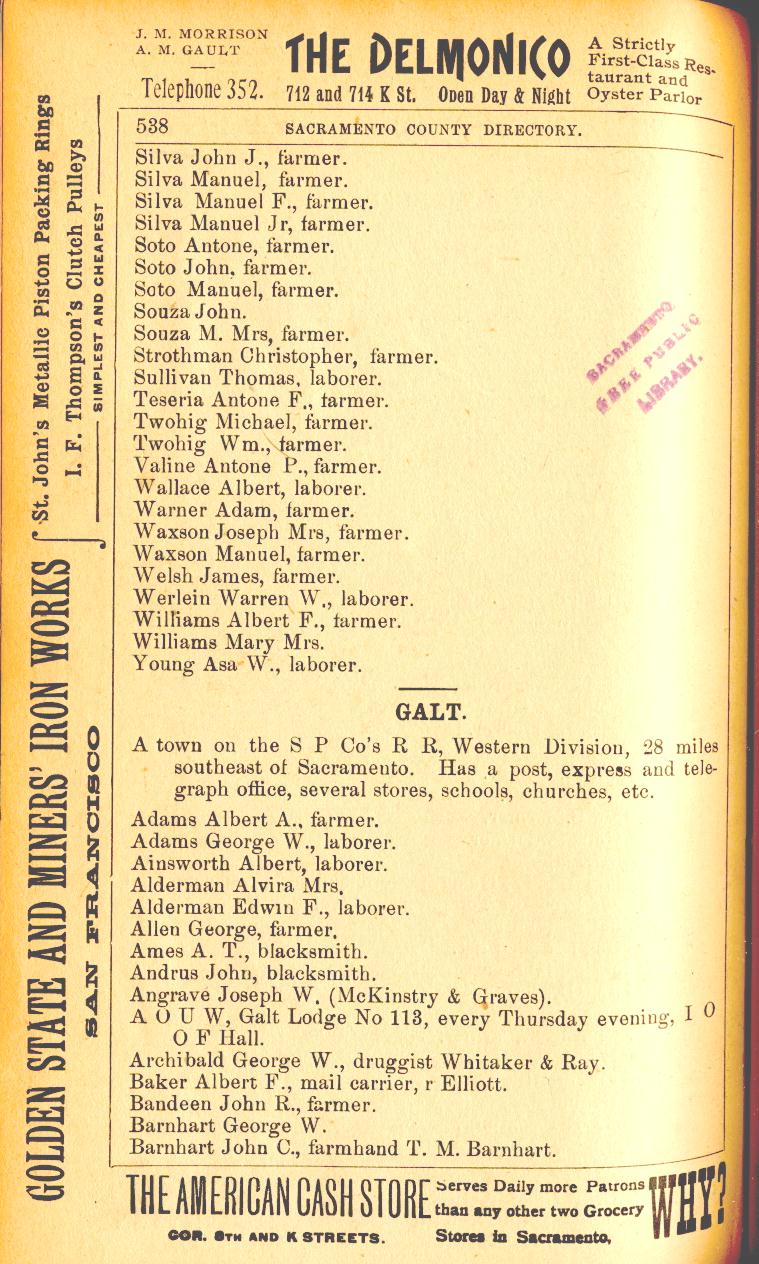 J. M. MORRISON
A. M. GAULT
Telephone 352.
THE DELMONICO
712 and 714 K St. Open Day & Night
A Strictly
First-Class Res-
taurant and
Oyster Parlor
538 SACRAMENTO COUNTY DIRECTORY.
Silva John J., farmer.
Silva Manuel, farmer.
Silva Manuel F., farmer.
Silva Manuel Jr, farmer.
Soto Antone, farmer.
Soto John, farmer.
Soto Manuel, farmer.
Souza John.
Souza M. Mrs, farmer.
Strothman Christopher, farmer.
Sullivan Thomas, laborer.
Teseria Antone F., farmer.
Twohig Michael, farmer.
Twohig Wm., farmer.
Valine Antone P., farmer.
Wallace Albert, laborer.
Warner Adam, farmer.
Waxson Joseph Mrs, farmer.
Waxson Manuel, farmer.
Welsh James, farmer.
Werlein Warren W., laborer.
Williams Albert F., farmer.
Williams Mary Mrs.
Young Asa W., laborer.
SACRAMENTO
FREE PUBLIC
LIBRARY.
GALT.
A town on the S P Co's R R, Western Division, 28 miles
southeast of Sacramento. Has a post, express and tele-
graph office, several stores, schools, churches, etc.
Adams Albert A., farmer.
Adams George W., laborer.
Ainsworth Albert, laborer.
Alderman Alvira Mrs.
Alderman Edwin F., laborer.
Allen George, farmer.
Ames A. T., blacksmith.
Andrus John, blacksmith.
Angrave Joseph W. (McKinstry & Graves).
A O U W, Galt Lodge No 113, every Thursday evening, I O
O F Hall.
Archibald George W., druggist Whitaker & Ray.
Baker Albert F., mail carrier, r Elliott.
Bandeen John R., farmer.
Barnhart George W.
Barnhart John C., farmhand T. M. Barnhart.
GOLDEN STATE AND MINERS' IRON WORKS
SAN FRANCISCO
St. John's Metallic Piston Packing Rings
I. F. Thompson's Clutch Pulleys
SIMPLEST AND CHEAPEST
THE AMERICAN CASH STORE
COR. 8TH AND K STREETS.
Serves Daily more Patrons
than any other two Grocery
Stores in Sacramento,
WHY?